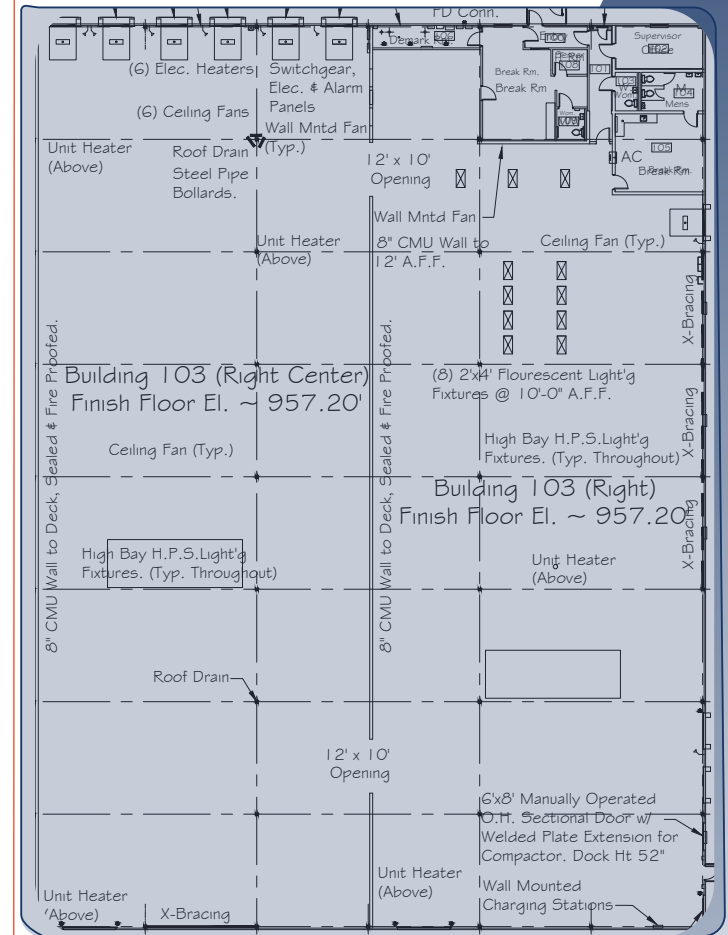 FD Conn.
Demark Rm.
Entry
Supervisor
Office
Break Rm.
Break Rm
101
Wom
M
104
Mens
105
AC
Break Rm.
(6) Elec. Heaters
Switchgear,
Elec. & Alarm
Panels
(6) Ceiling Fans
Wall Mntd Fan
(Typ.)
Unit Heater
(Above)
Roof Drain
Steel Pipe
Bollards.
12' x 10'
Opening
Wall Mntd Fan
Unit Heater
(Above)
8" CMU Wall to
12' A.F.F.
Ceiling Fan (Typ.)
X-Bracing
8" CMU Wall to Deck, Sealed & Fire Proofed.
Building 103 (Right Center)
Finish Floor El. ~ 957.20'
8" CMU Wall to Deck, Sealed & Fire Proofed.
(8) 2'x4' Flourescent Light'g
Fixtures @ 10'-0" A.F.F.
X-Bracing
Ceiling Fan (Typ.)
High Bay H.P.S.Light'g
Fixtures. (Typ. Throughout)
Building 103 (Right)
Finish Floor El. ~ 957.20'
X-Bracing
High Bay H.P.S.Light'g
Fixtures. (Typ. Throughout)
Unit Heater
(Above)
Roof Drain
12' x 10'
Opening
6'x8' Manually Operated
O.H. Sectional Door w/
Welded Plate Extension for
Compactor. Dock Ht 52"
Unit Heater
(Above)
Wall Mounted
Charging Stations
Unit Heater
(Above)
X-Bracing